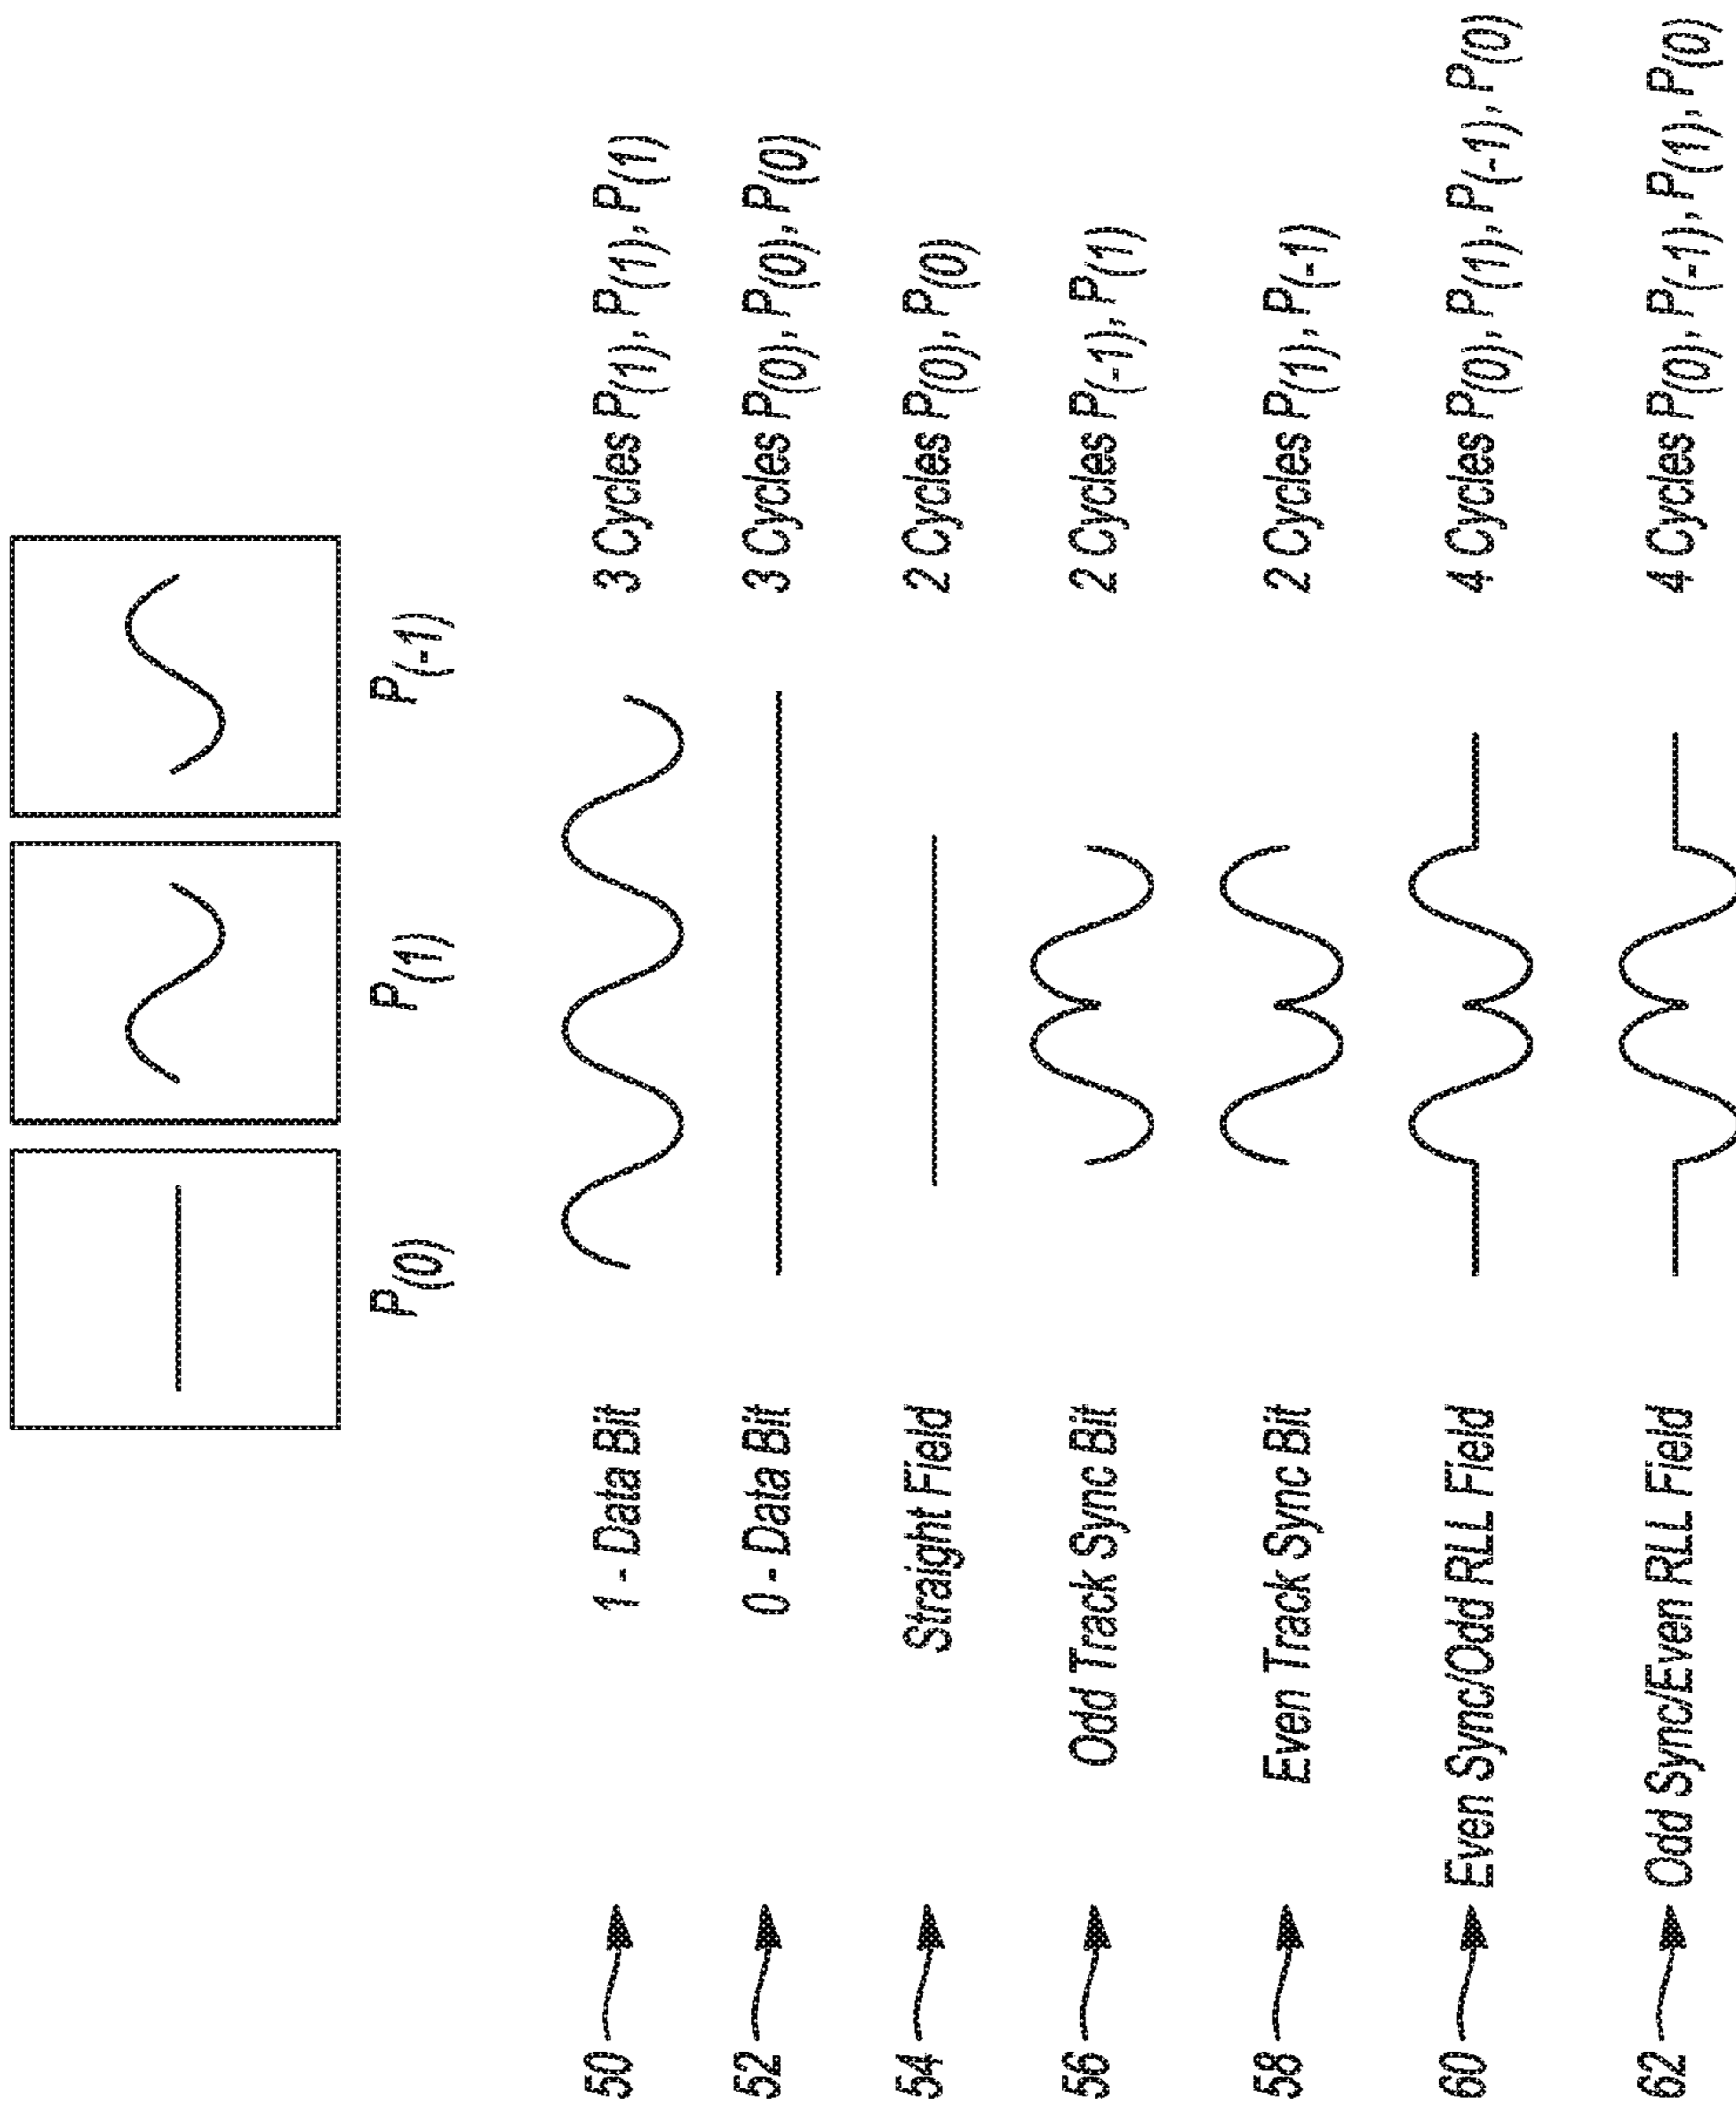 P(0) P(1) P(-1)
50 1 - Data Bit 3 Cycles P(1), P(1), P(1)
52 0 - Data Bit 3 Cycles P(0), P(0), P(0)
54 Straight Field 2 Cycles P(0), P(0)
56 Odd Track Sync Bit 2 Cycles P(-1), P(1)
58 Even Track Sync Bit 2 Cycles P(1), P(-1)
60 Even Sync/Odd RLL Field 4 Cycles P(0), P(1), P(-1), P(0)
62 Odd Sync/Even RLL Field 4 Cycles P(0), P(-1), P(1), P(0)